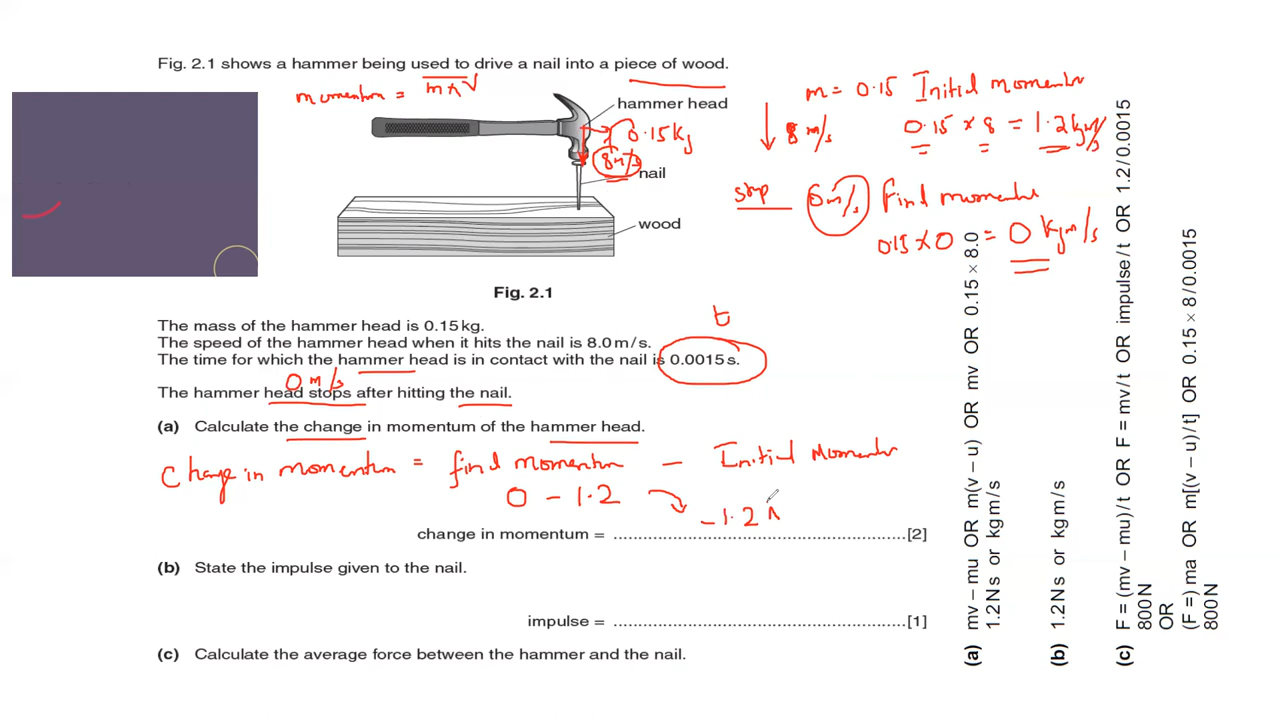 Fig. 2.1 shows a hammer being used to drive a nail into a piece of wood.
momentum = m × v
hammer head
0.15 kg
8 m/s
nail
wood
m = 0.15 Initial momentum
8 m/s
0.15 × 8 = 1.2 kg m/s
stop
0 m/s
final momentum
0.15 × 0 = 0 kg m/s
Fig. 2.1
t
The mass of the hammer head is 0.15 kg.
The speed of the hammer head when it hits the nail is 8.0 m/s.
The time for which the hammer head is in contact with the nail is 0.0015 s.
0 m/s
The hammer head stops after hitting the nail.
(a) Calculate the change in momentum of the hammer head.
Change in momentum = final momentum – Initial Momentum
0 – 1.2
– 1.2
change in momentum = ...................................................... [2]
(b) State the impulse given to the nail.
impulse = ...................................................... [1]
(c) Calculate the average force between the hammer and the nail.
(a) mv – mu OR m(v – u) OR mv OR 0.15 × 8.0
1.2 N s or kg m/s
(b) 1.2 N s or kg m/s
(c) F = (mv – mu)/t OR F = mv/t OR impulse/t OR 1.2/0.0015
800 N
OR
(F =) ma OR m[(v – u)/t] OR 0.15 × 8/0.0015
800 N